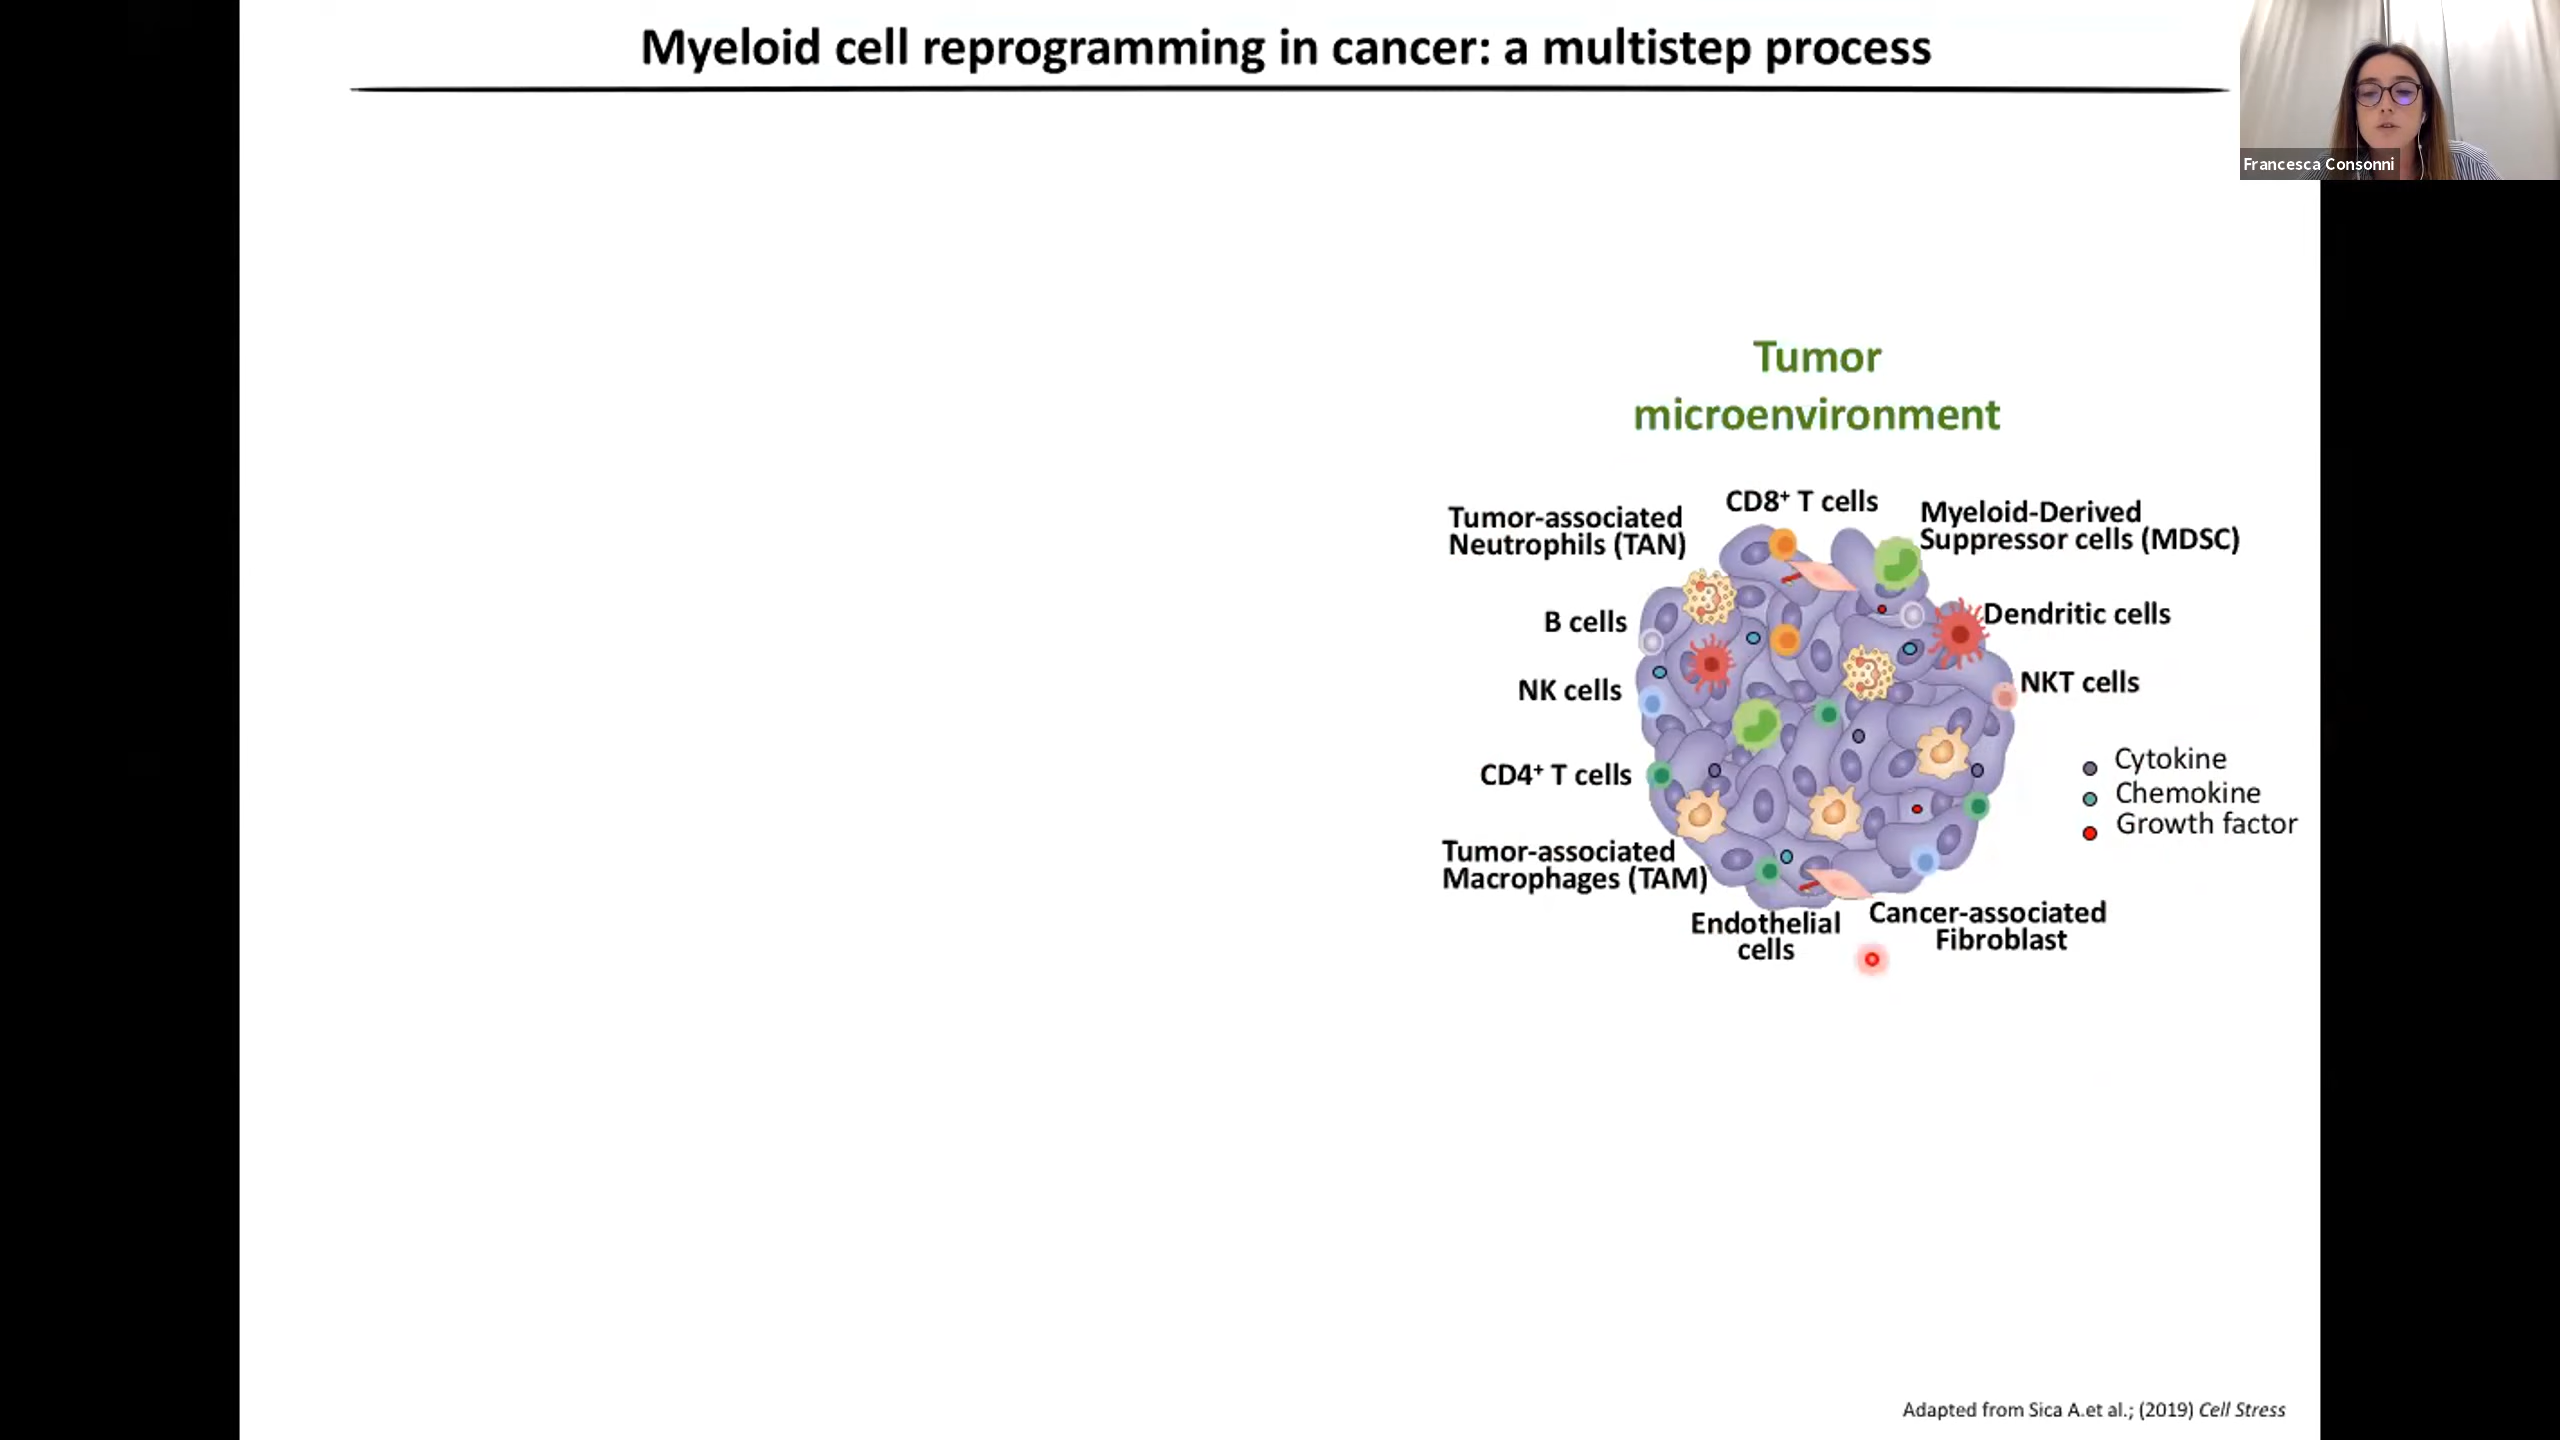 Myeloid cell reprogramming in cancer: a multistep process
Francesca Consonni
Tumor
microenvironment
CD8⁺ T cells
Tumor-associated
Neutrophils (TAN)
Myeloid-Derived
Suppressor cells (MDSC)
B cells
Dendritic cells
NK cells
NKT cells
CD4⁺ T cells
Cytokine
Chemokine
Growth factor
Tumor-associated
Macrophages (TAM)
Endothelial
cells
Cancer-associated
Fibroblast
Adapted from Sica A.et al.; (2019) Cell Stress